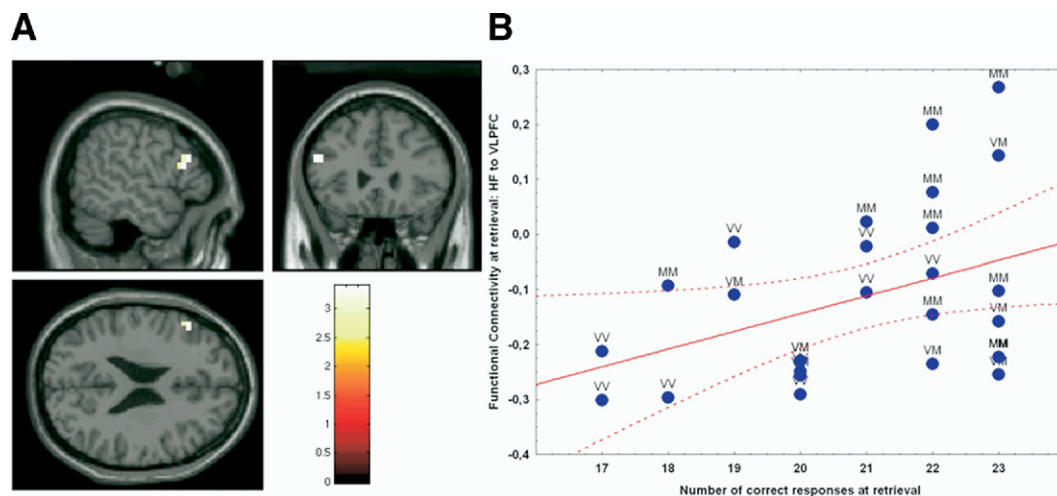 A
B
3
2.5
2
1.5
1
0.5
0
Functional Connectivity at retrieval: HF to VLPFC
0,3
0,2
0,1
0,0
-0,1
-0,2
-0,3
-0,4
MM
MM
VM
MM
MM
MM
VV
VV
VV
MM
VM
VV
MM
MM
VM
VV
VM
VM
VM
VV
VV
17
18
19
20
21
22
23
Number of correct responses at retrieval